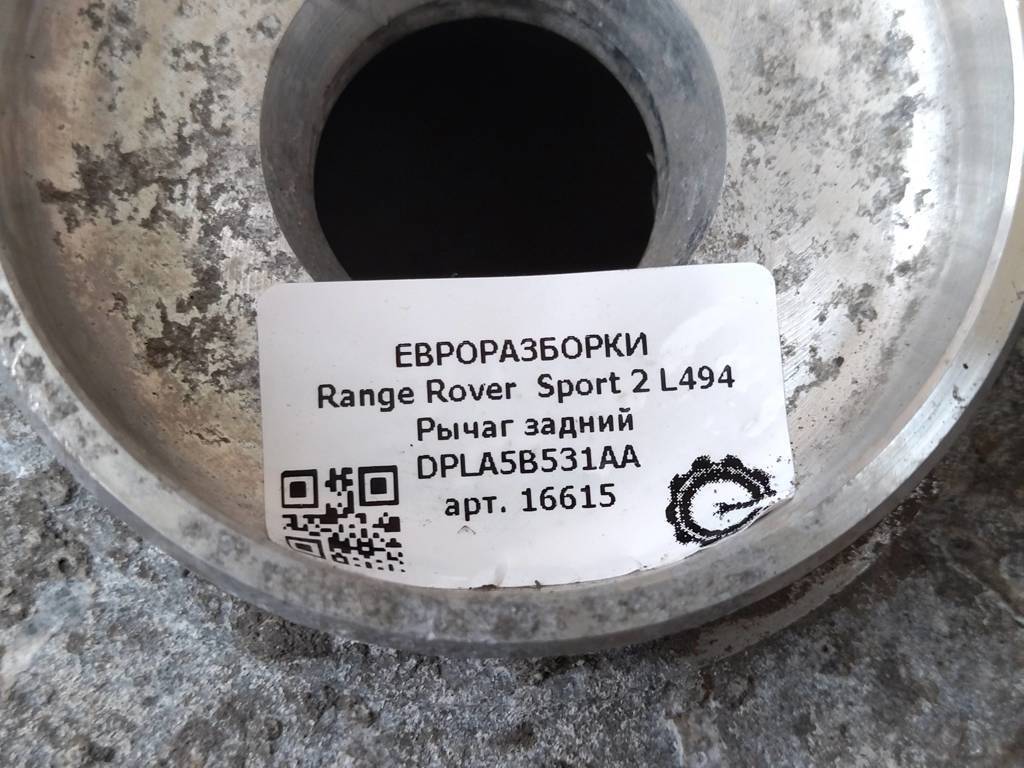 ЕВРОРАЗБОРКИ
Range Rover Sport 2 L494
Рычаг задний
DPLA5B531AA
арт. 16615